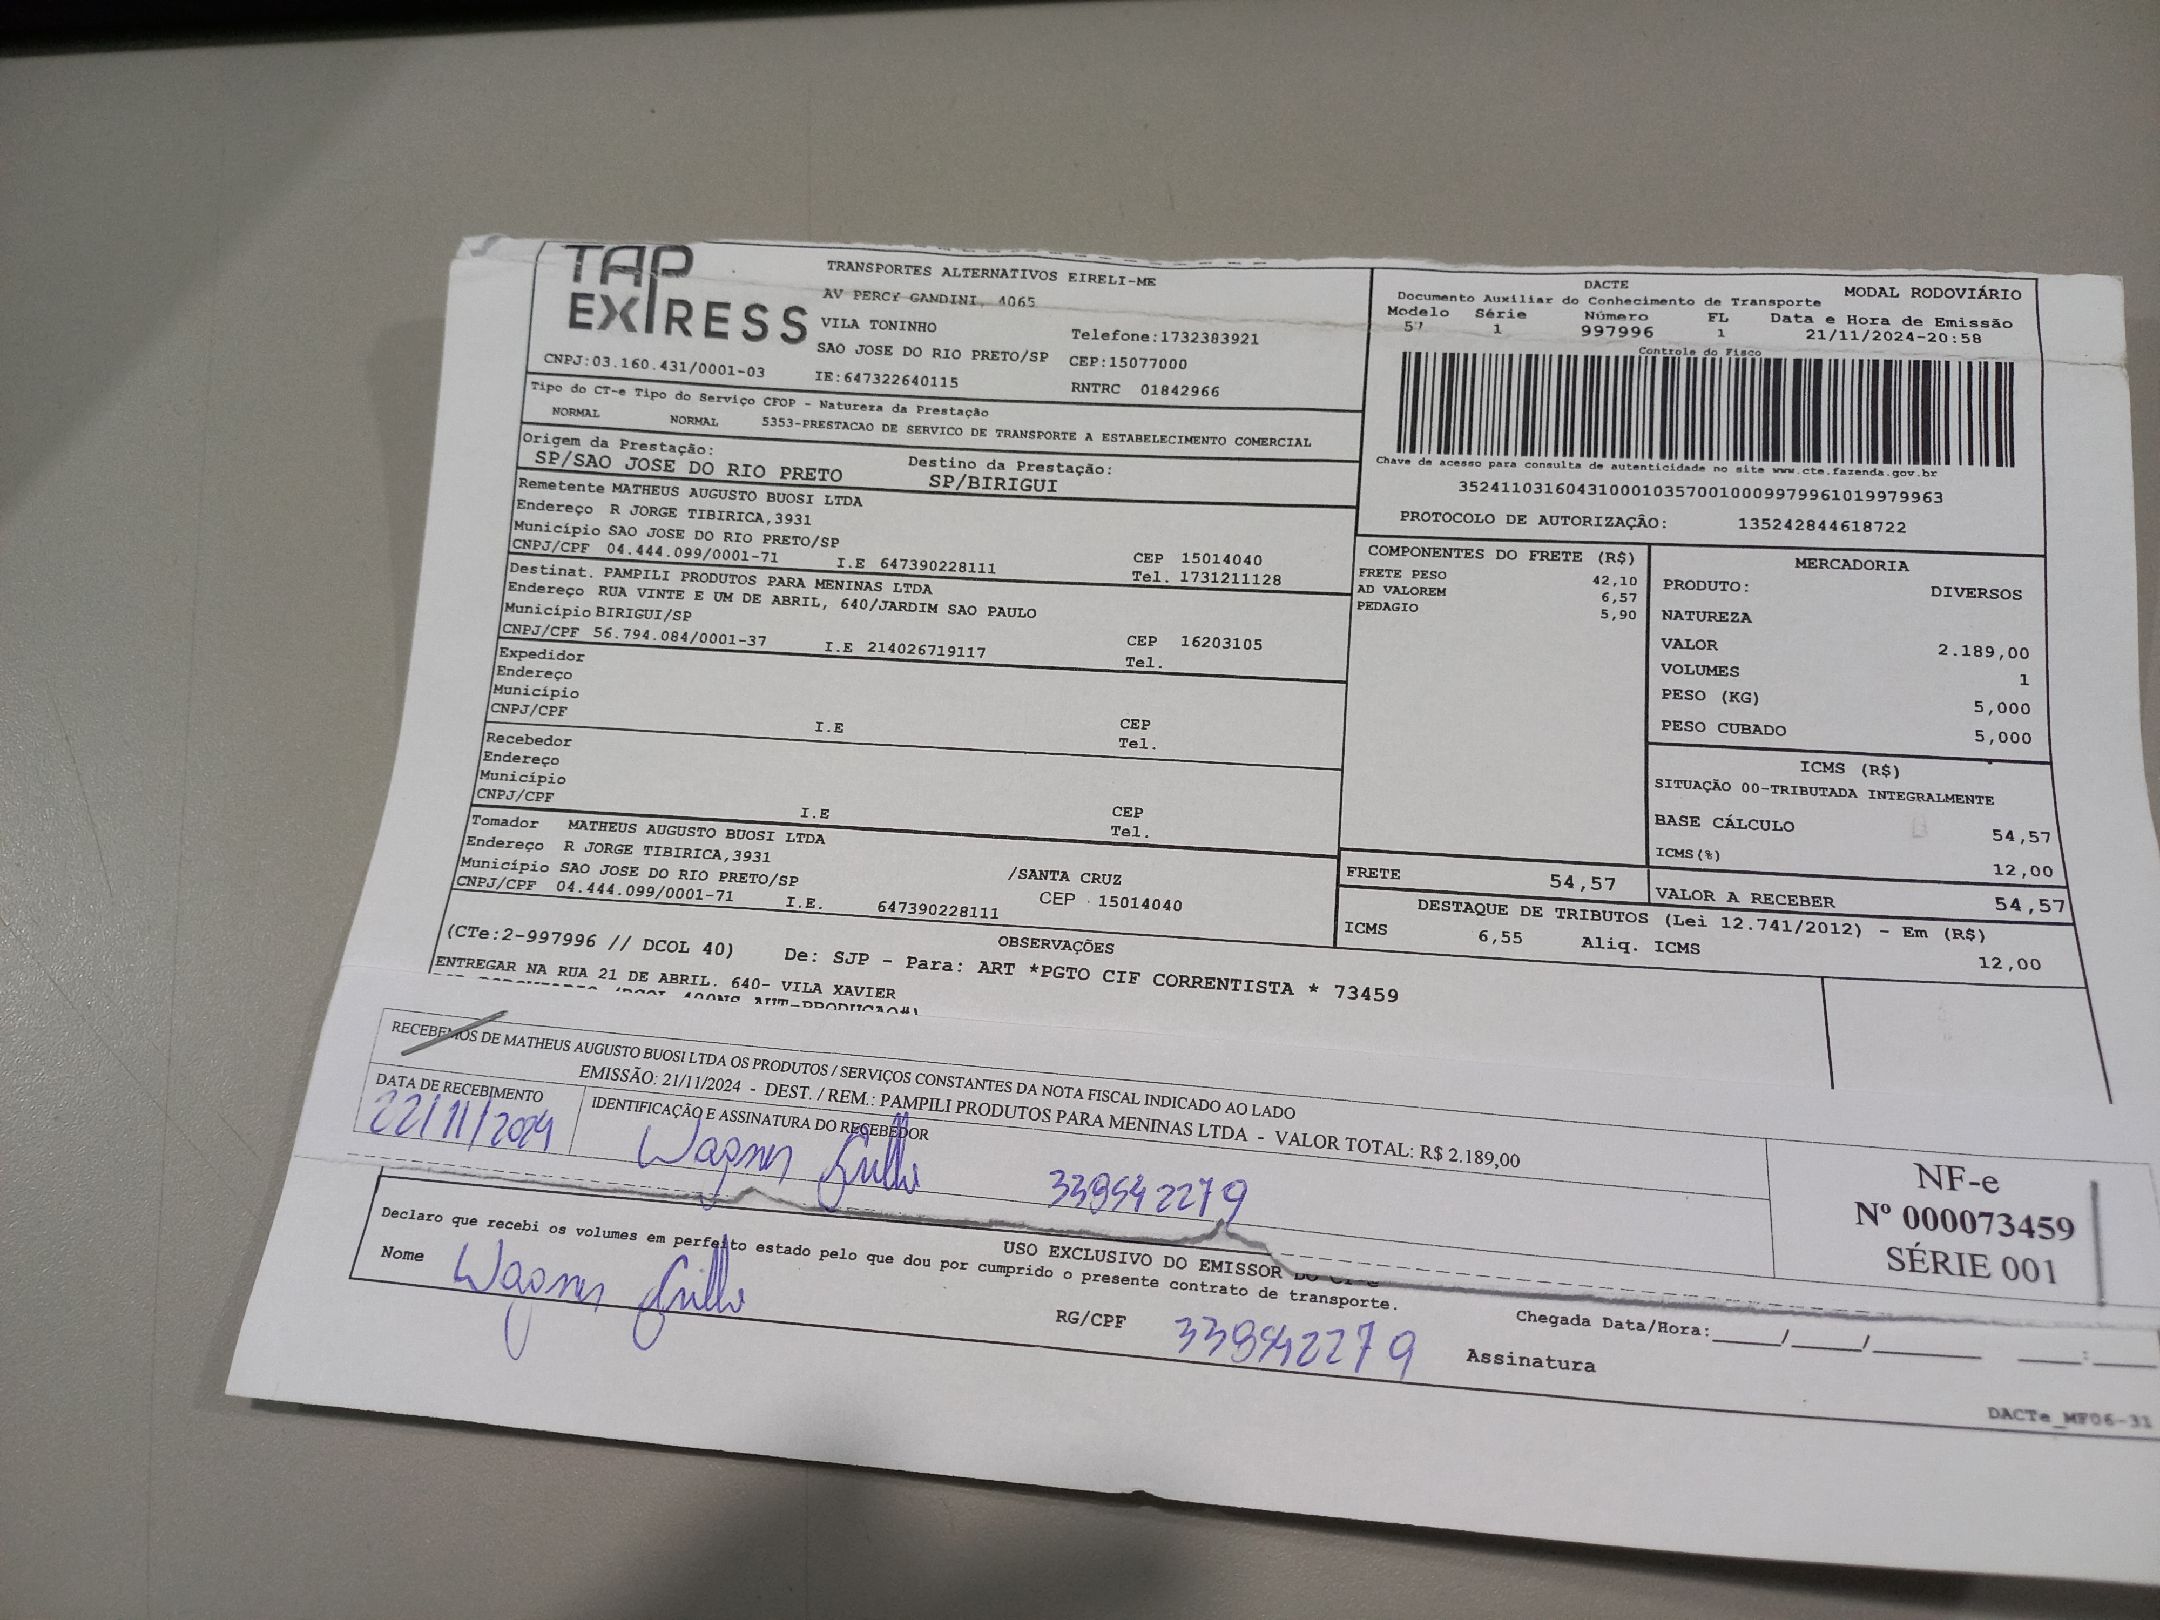 TAP EXPRESS
TRANSPORTES ALTERNATIVOS EIRELI-ME
AV PERCY GANDINI, 4065
VILA TONINHO
Telefone:1732383921
SAO JOSE DO RIO PRETO/SP CEP:15077000
CNPJ:03.160.431/0001-03 IE:647322640115 RNTRC 01842966
DACTE MODAL RODOVIÁRIO
Documento Auxiliar do Conhecimento de Transporte
Modelo Série Número FL Data e Hora de Emissão
57 1 997996 1 21/11/2024-20:58
Controle do Fisco
Chave de acesso para consulta de autenticidade no site www.cte.fazenda.gov.br
35241103160431000103570010009979961019979963
PROTOCOLO DE AUTORIZAÇÃO: 135242844618722
Tipo do CT-e Tipo do Serviço CFOP - Natureza da Prestação
NORMAL NORMAL 5353-PRESTACAO DE SERVICO DE TRANSPORTE A ESTABELECIMENTO COMERCIAL
Origem da Prestação: Destino da Prestação:
SP/SAO JOSE DO RIO PRETO SP/BIRIGUI
Remetente MATHEUS AUGUSTO BUOSI LTDA
Endereço R JORGE TIBIRICA,3931
Município SAO JOSE DO RIO PRETO/SP CEP 15014040
CNPJ/CPF 04.444.099/0001-71 I.E 647390228111 Tel. 1731211128
Destinat. PAMPILI PRODUTOS PARA MENINAS LTDA
Endereço RUA VINTE E UM DE ABRIL, 640/JARDIM SAO PAULO
Município BIRIGUI/SP CEP 16203105
CNPJ/CPF 56.794.084/0001-37 I.E 214026719117 Tel.
Expedidor
Endereço
Município CEP
CNPJ/CPF I.E Tel.
Recebedor
Endereço
Município CEP
CNPJ/CPF I.E Tel.
Tomador MATHEUS AUGUSTO BUOSI LTDA
Endereço R JORGE TIBIRICA,3931 /SANTA CRUZ
Município SAO JOSE DO RIO PRETO/SP CEP 15014040
CNPJ/CPF 04.444.099/0001-71 I.E. 647390228111
COMPONENTES DO FRETE (R$)
FRETE PESO 42,10
AD VALOREM 6,57
PEDAGIO 5,90
MERCADORIA
PRODUTO: DIVERSOS
NATUREZA
VALOR 2.189,00
VOLUMES 1
PESO (KG) 5,000
PESO CUBADO 5,000
ICMS (R$)
SITUAÇÃO 00-TRIBUTADA INTEGRALMENTE
BASE CÁLCULO 54,57
ICMS(%) 12,00
FRETE 54,57 VALOR A RECEBER 54,57
DESTAQUE DE TRIBUTOS (Lei 12.741/2012) - Em (R$)
ICMS 6,55 Aliq. ICMS 12,00
OBSERVAÇÕES
(CTe:2-997996 // DCOL 40) De: SJP - Para: ART *PGTO CIF CORRENTISTA * 73459
ENTREGAR NA RUA 21 DE ABRIL. 640- VILA XAVIER
RECEBEMOS DE MATHEUS AUGUSTO BUOSI LTDA OS PRODUTOS / SERVIÇOS CONSTANTES DA NOTA FISCAL INDICADO AO LADO
EMISSÃO: 21/11/2024 - DEST. / REM.: PAMPILI PRODUTOS PARA MENINAS LTDA - VALOR TOTAL: R$ 2.189,00
DATA DE RECEBIMENTO IDENTIFICAÇÃO E ASSINATURA DO RECEBEDOR
22/11/2024 Wagner 339542279
NF-e
Nº 000073459
SÉRIE 001
USO EXCLUSIVO DO EMISSOR DO CT-e
Declaro que recebi os volumes em perfeito estado pelo que dou por cumprido o presente contrato de transporte.
Nome Wagner RG/CPF 339542279 Chegada Data/Hora:____/____/______ ____:____
Assinatura
DACTe_MF06-31